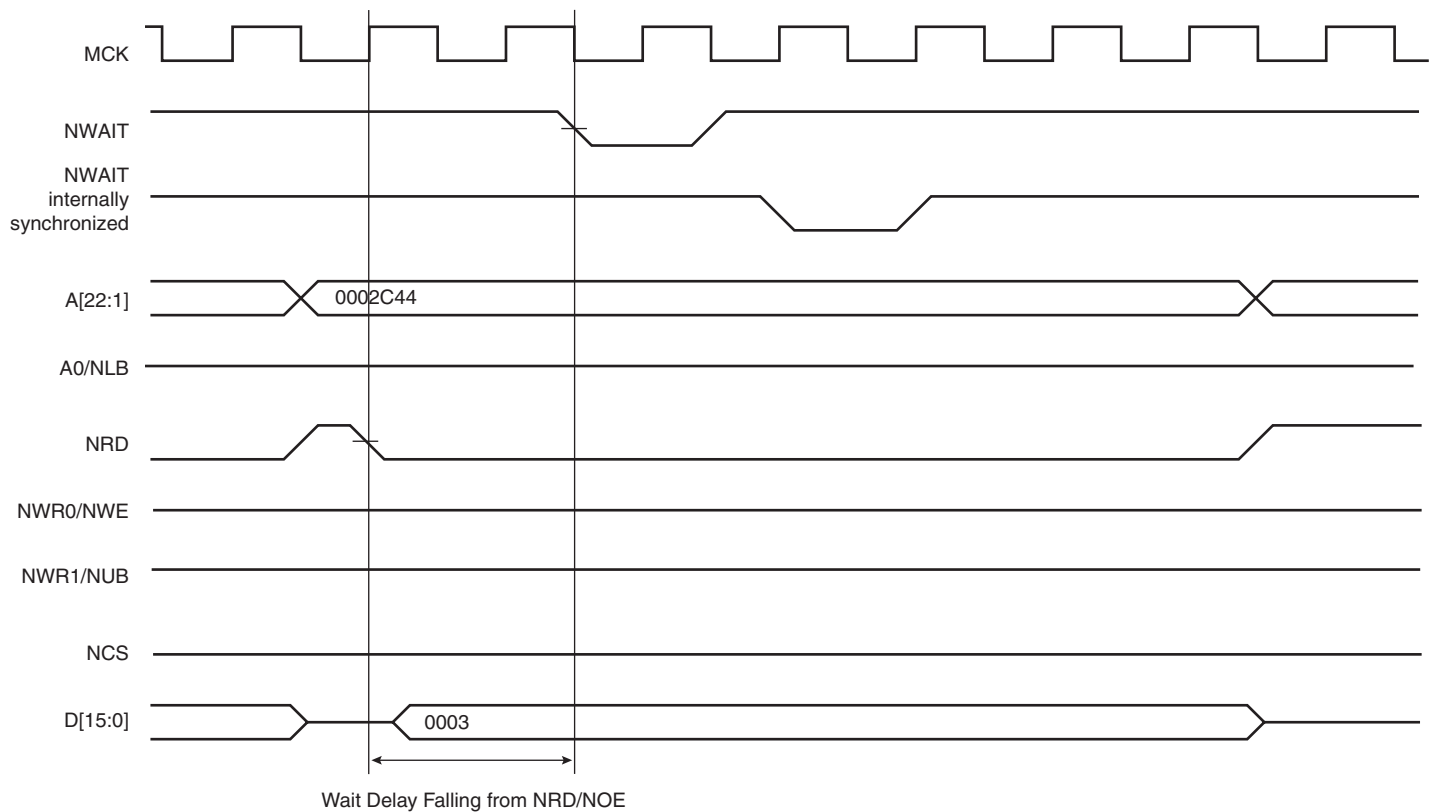 MCK
NWAIT
NWAIT
internally
synchronized
A[22:1]
0002C44
A0/NLB
NRD
NWR0/NWE
NWR1/NUB
NCS
D[15:0]
0003
Wait Delay Falling from NRD/NOE